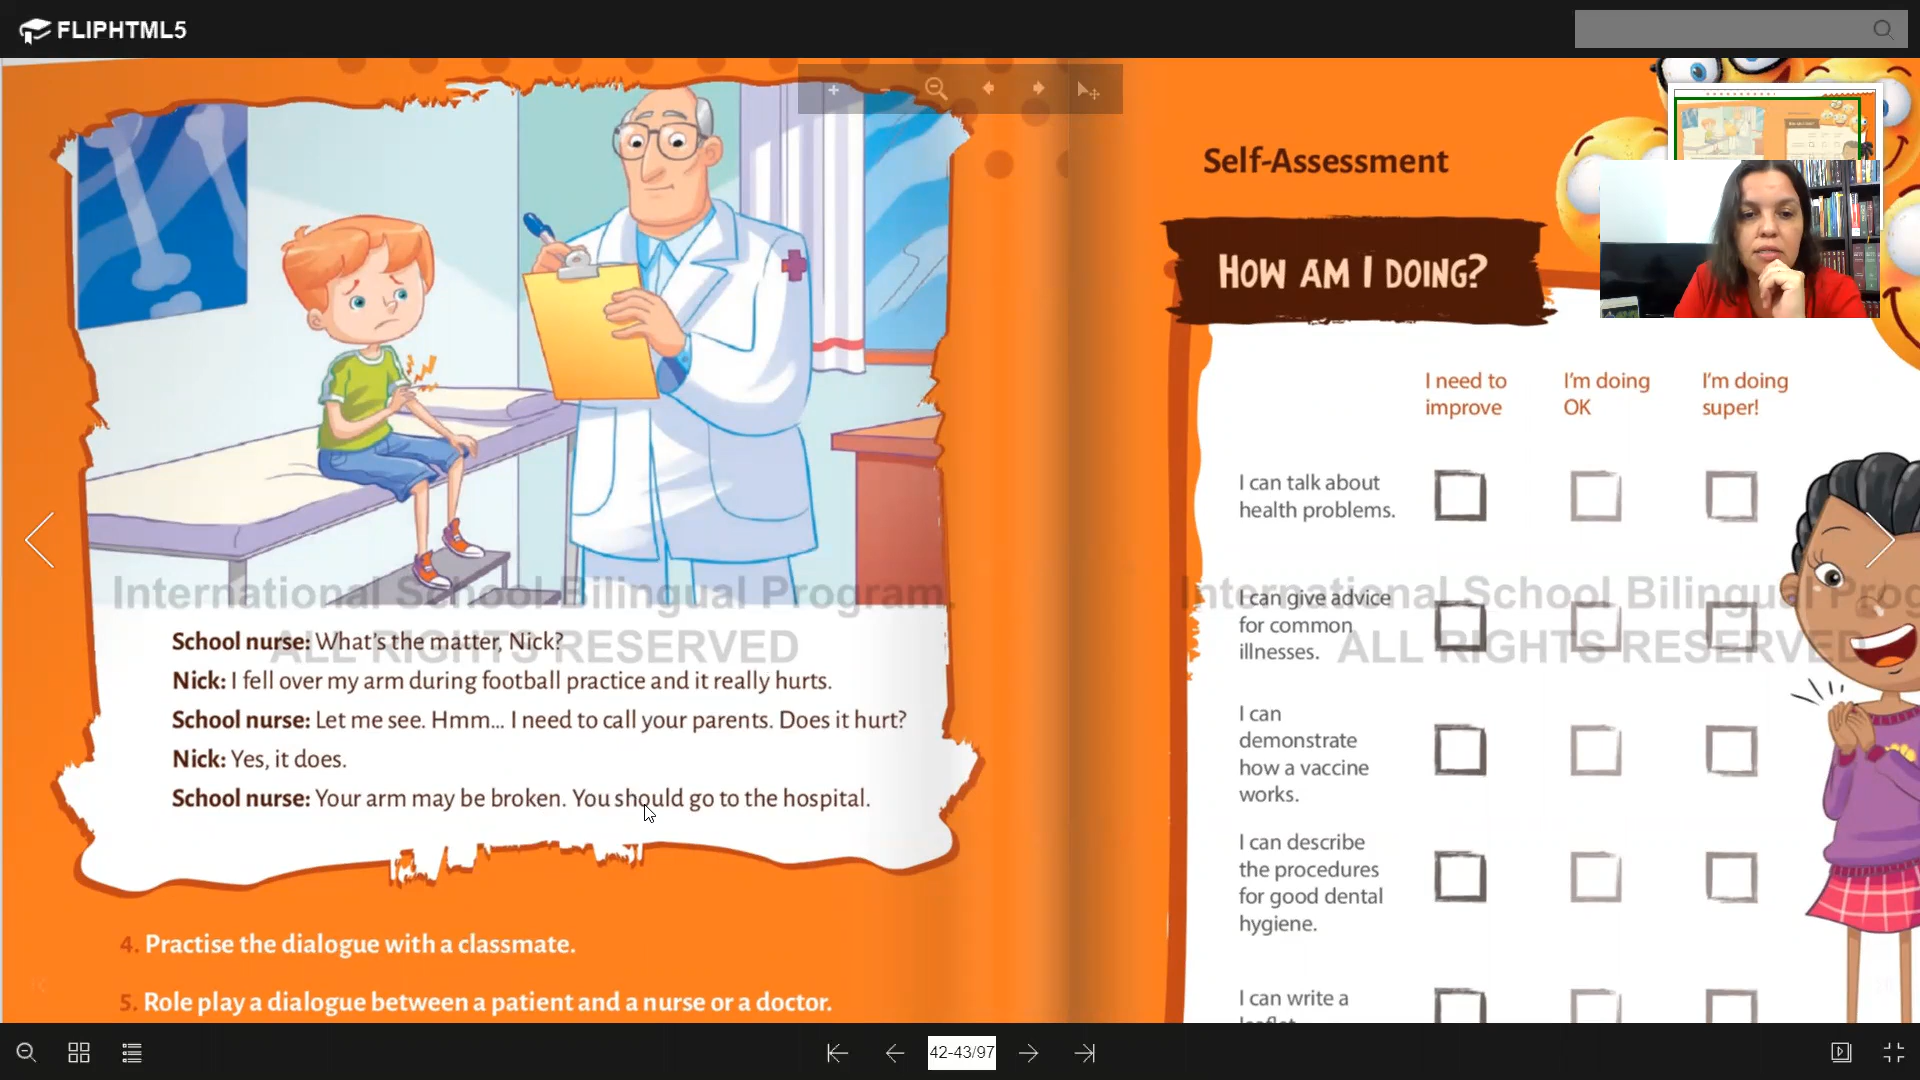 FLIPHTML5
School nurse: What's the matter, Nick?
Nick: I fell over my arm during football practice and it really hurts.
School nurse: Let me see. Hmm... I need to call your parents. Does it hurt?
Nick: Yes, it does.
School nurse: Your arm may be broken. You should go to the hospital.
International School Bilingual Program.
ALL RIGHTS RESERVED
4. Practise the dialogue with a classmate.
5. Role play a dialogue between a patient and a nurse or a doctor.
Self-Assessment
HOW AM I DOING?
I need to
improve
I'm doing
OK
I'm doing
super!
I can talk about
health problems.
I can give advice
for common
illnesses.
I can
demonstrate
how a vaccine
works.
I can describe
the procedures
for good dental
hygiene.
I can write a
International School Bilingual Prog
ALL RIGHTS RESERVED
42-43/97